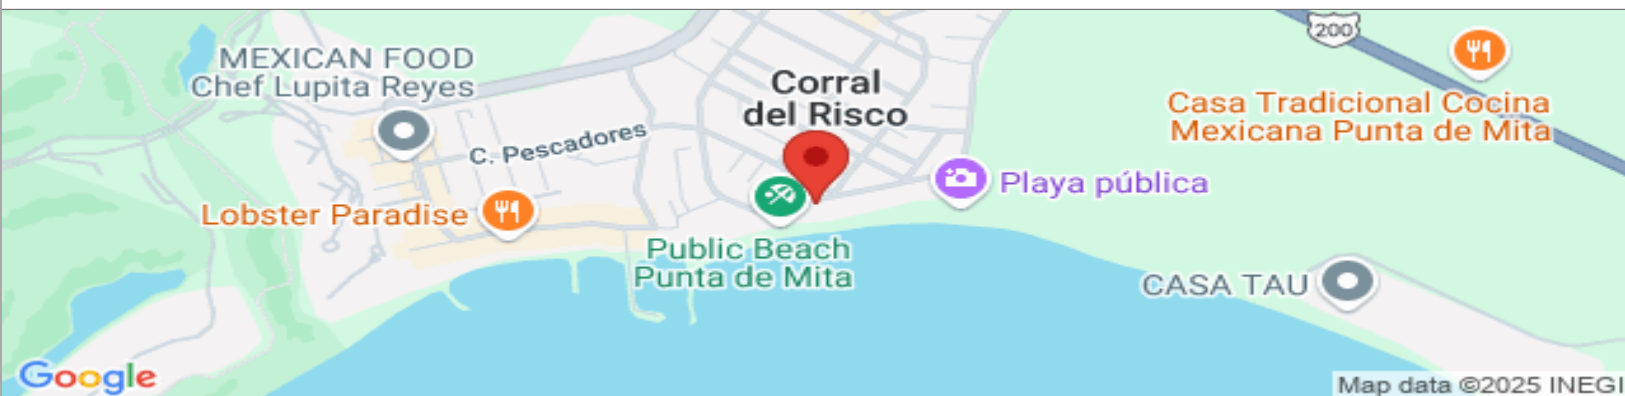 200
MEXICAN FOOD
Chef Lupita Reyes
Corral
del Risco
Casa Tradicional Cocina
Mexicana Punta de Mita
C. Pescadores
Playa pública
Lobster Paradise
Public Beach
Punta de Mita
CASA TAU
Google
Map data ©2025 INEGI